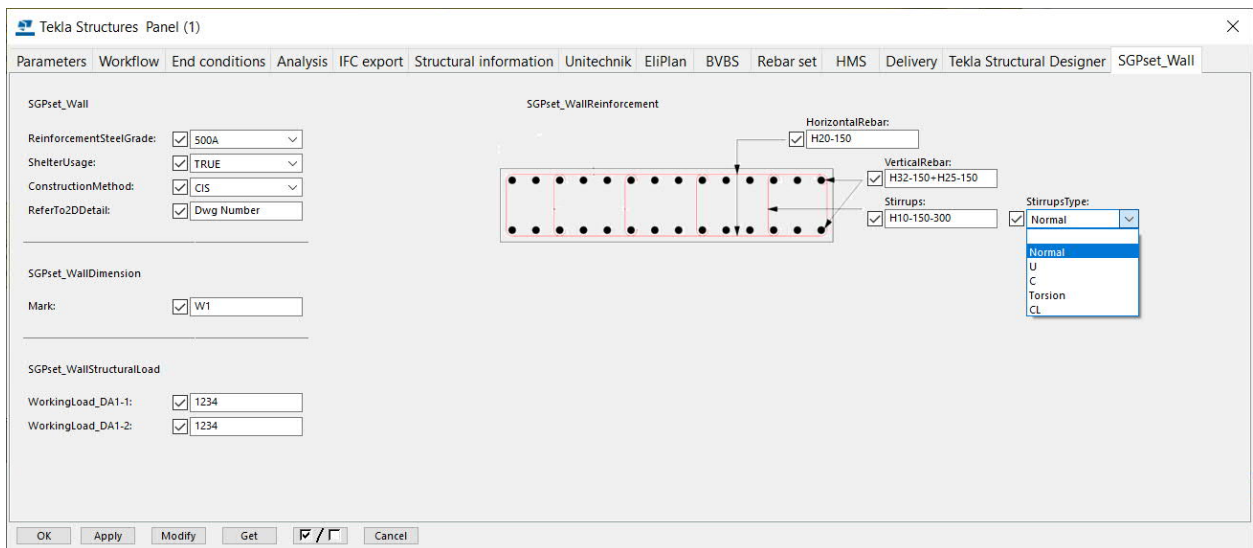 Tekla Structures Panel (1)
Parameters Workflow End conditions Analysis IFC export Structural information Unitechnik EliPlan BVBS Rebar set HMS Delivery Tekla Structural Designer SGPset_Wall
SGPset_Wall
ReinforcementSteelGrade: 500A
ShelterUsage: TRUE
ConstructionMethod: CIS
ReferTo2DDetail: Dwg Number
SGPset_WallDimension
Mark: W1
SGPset_WallStructuralLoad
WorkingLoad_DA1-1: 1234
WorkingLoad_DA1-2: 1234
SGPset_WallReinforcement
HorizontalRebar:
H20-150
VerticalRebar:
H32-150+H25-150
Stirrups:
H10-150-300
StirrupsType:
Normal
Normal
U
C
Torsion
CL
OK Apply Modify Get / Cancel